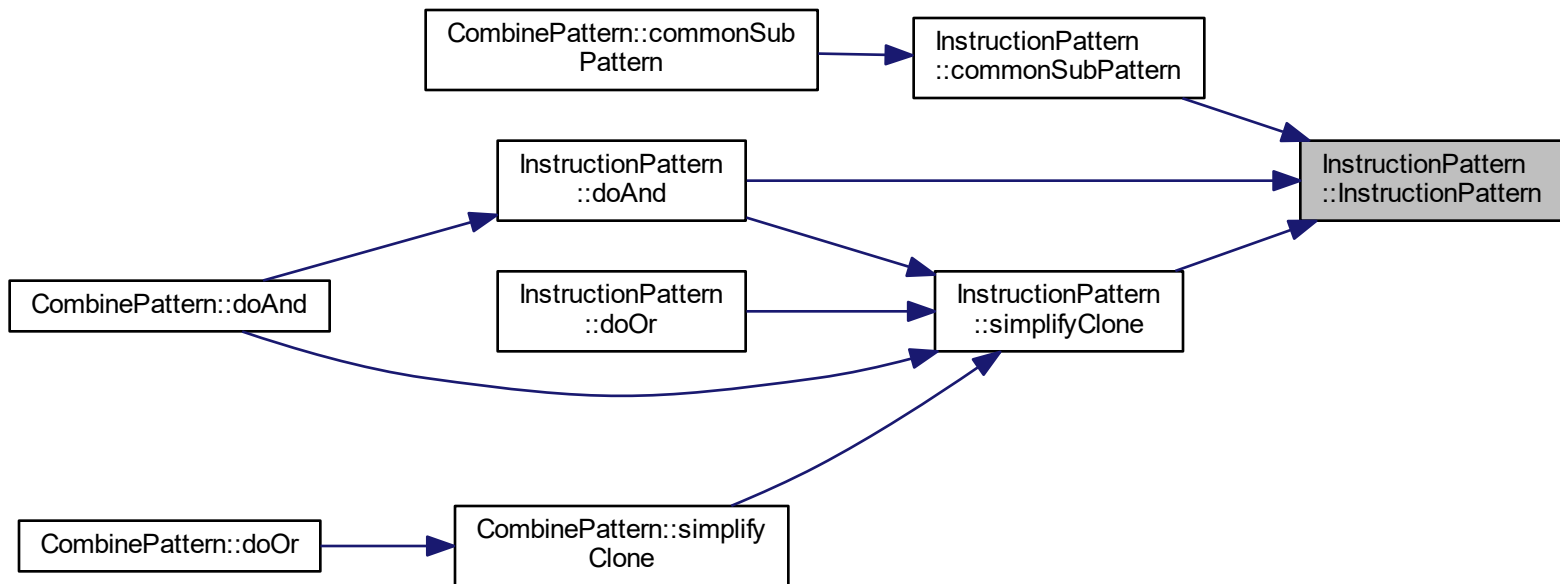 CombinePattern::commonSub
Pattern
InstructionPattern
::commonSubPattern
InstructionPattern
::InstructionPattern
InstructionPattern
::doAnd
CombinePattern::doAnd
InstructionPattern
::doOr
InstructionPattern
::simplifyClone
CombinePattern::doOr
CombinePattern::simplify
Clone